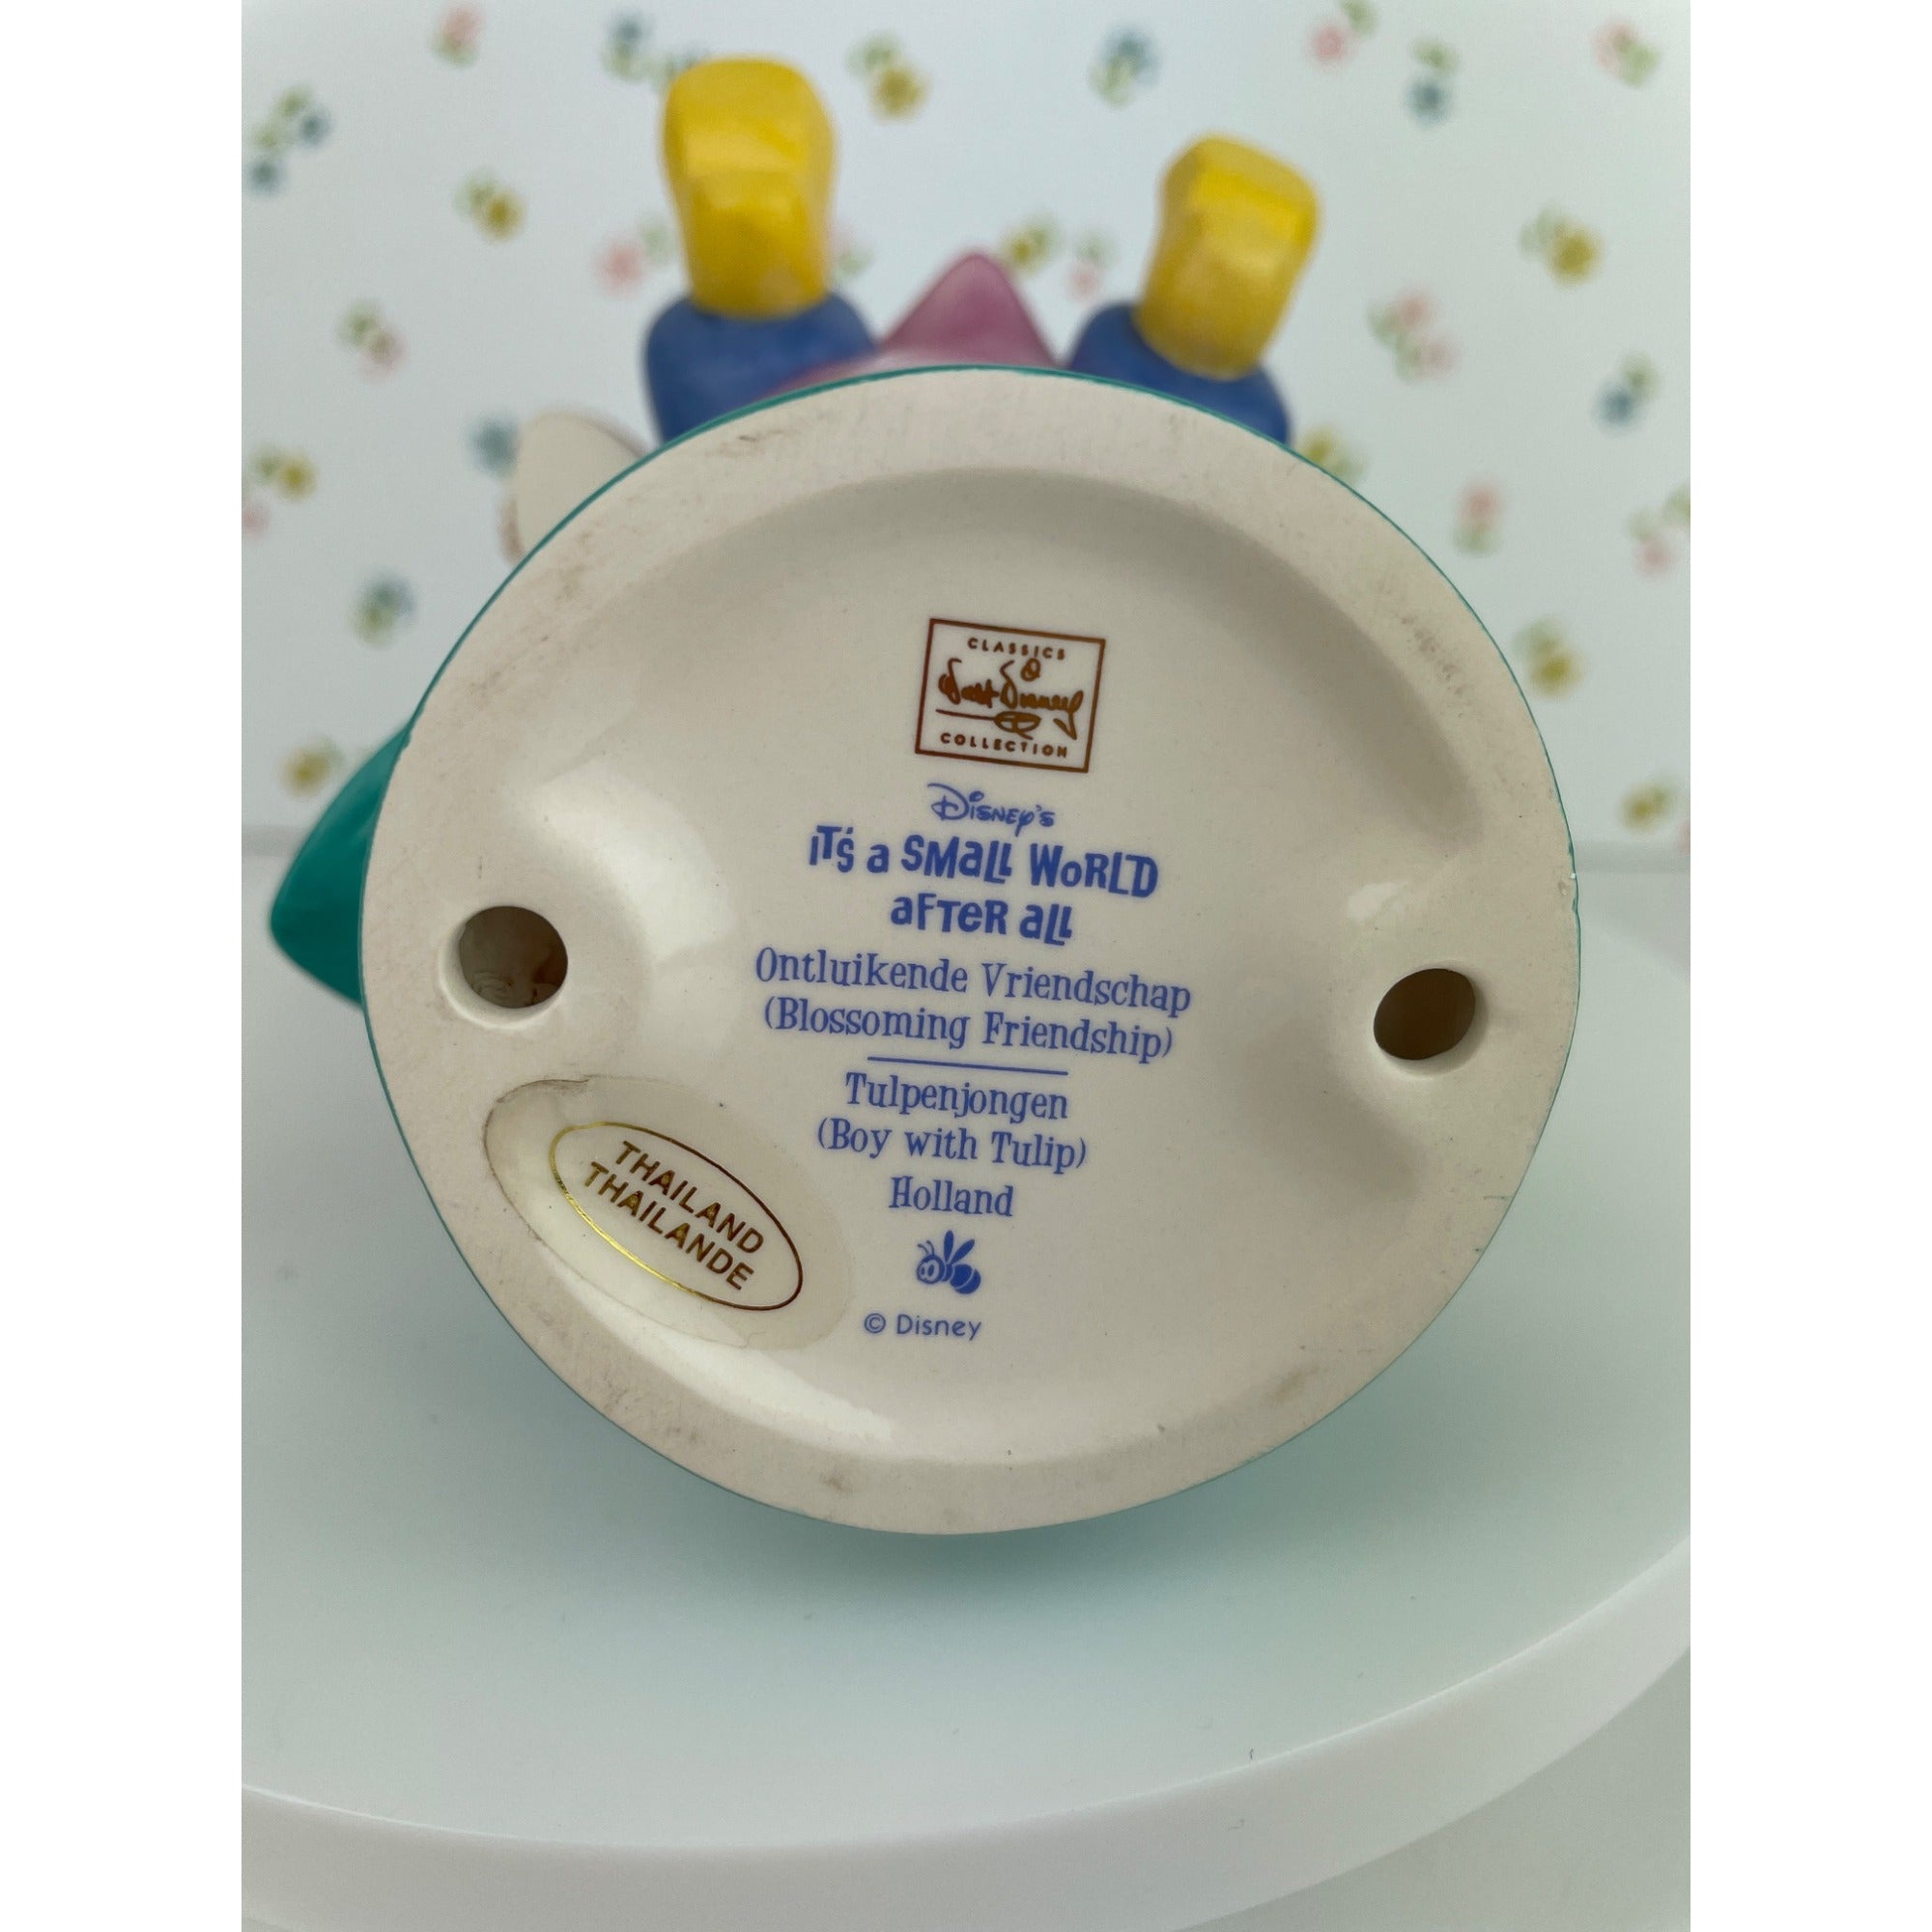 CLASSICS
Walt Disney
COLLECTION
Disney's
it's a small world
after all
Ontluikende Vriendschap
(Blossoming Friendship)
Tulpenjongen
(Boy with Tulip)
Holland
© Disney
THAILAND
THAILANDE